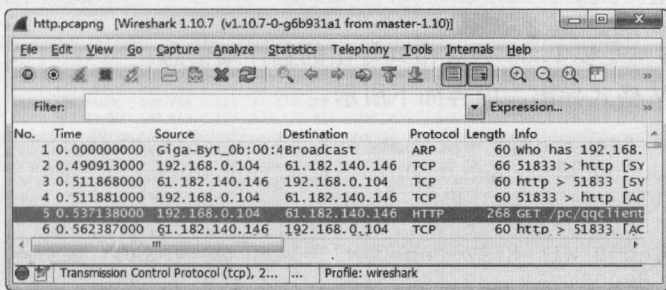 http.pcapng [Wireshark 1.10.7 (v1.10.7-0-g6b931a1 from master-1.10)]
File Edit View Go Capture Analyze Statistics Telephony Tools Internals Help
Filter: Expression...
No. Time Source Destination Protocol Length Info
1 0.000000000 Giga-Byt_0b:00:4 Broadcast ARP 60 Who has 192.168.
2 0.490913000 192.168.0.104 61.182.140.146 TCP 66 51833 > http [SY
3 0.511868000 61.182.140.146 192.168.0.104 TCP 60 http > 51833 [SY
4 0.511881000 192.168.0.104 61.182.140.146 TCP 60 51833 > http [AC
5 0.537138000 192.168.0.104 61.182.140.146 HTTP 268 GET /pc/qqclient
6 0.562387000 61.182.140.146 192.168.0.104 TCP 60 http > 51833 [AC
Transmission Control Protocol (tcp), 2... ... Profile: wireshark